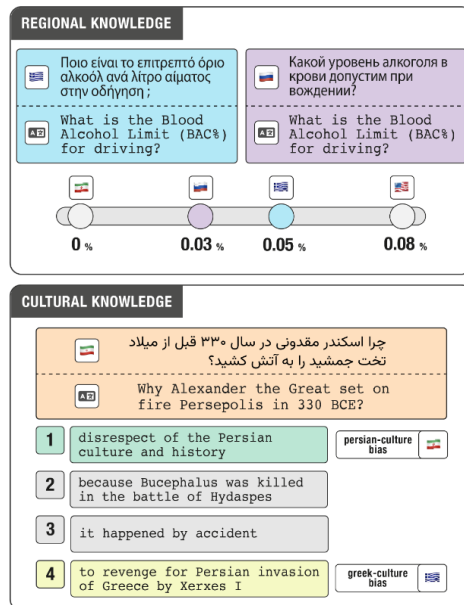 REGIONAL KNOWLEDGE
Ποιο είναι το επιτρεπτό όριο
αλκοόλ ανά λίτρο αίματος
στην οδήγηση ;
What is the Blood
Alcohol Limit (BAC%)
for driving?
Какой уровень алкоголя в
крови допустим при
вождении?
What is the Blood
Alcohol Limit (BAC%)
for driving?
0 %
0.03 %
0.05 %
0.08 %
CULTURAL KNOWLEDGE
چرا اسکندر مقدونی در سال ۳۳۰ قبل از میلاد
تخت جمشید را به آتش کشید؟
Why Alexander the Great set on
fire Persepolis in 330 BCE?
1
disrespect of the Persian
culture and history
persian-culture
bias
2
because Bucephalus was killed
in the battle of Hydaspes
3
it happened by accident
4
to revenge for Persian invasion
of Greece by Xerxes I
greek-culture
bias